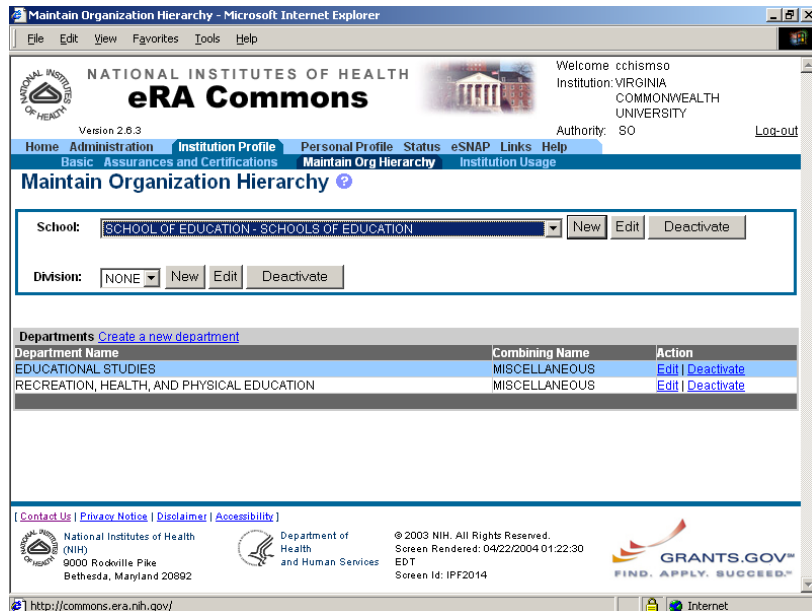 Maintain Organization Hierarchy - Microsoft Internet Explorer
File Edit View Favorites Tools Help
NATIONAL INSTITUTES OF HEALTH
eRA Commons
Version 2.6.3
NATIONAL INSTITUTES OF HEALTH
Welcome cchismso
Institution: VIRGINIA
COMMONWEALTH
UNIVERSITY
Authority: SO
Log-out
Home Administration Institution Profile Personal Profile Status eSNAP Links Help
Basic Assurances and Certifications Maintain Org Hierarchy Institution Usage
Maintain Organization Hierarchy ?
School: SCHOOL OF EDUCATION - SCHOOLS OF EDUCATION New Edit Deactivate
Division: NONE New Edit Deactivate
Departments Create a new department
Department Name Combining Name Action
EDUCATIONAL STUDIES MISCELLANEOUS Edit | Deactivate
RECREATION, HEALTH, AND PHYSICAL EDUCATION MISCELLANEOUS Edit | Deactivate
[ Contact Us | Privacy Notice | Disclaimer | Accessibility ]
National Institutes of Health
(NIH)
9000 Rockville Pike
Bethesda, Maryland 20892
Department of
Health
and Human Services
© 2003 NIH. All Rights Reserved.
Screen Rendered: 04/22/2004 01:22:30
EDT
Screen Id: IPF2014
GRANTS.GOV℠
FIND. APPLY. SUCCEED.℠
http://commons.era.nih.gov/
Internet